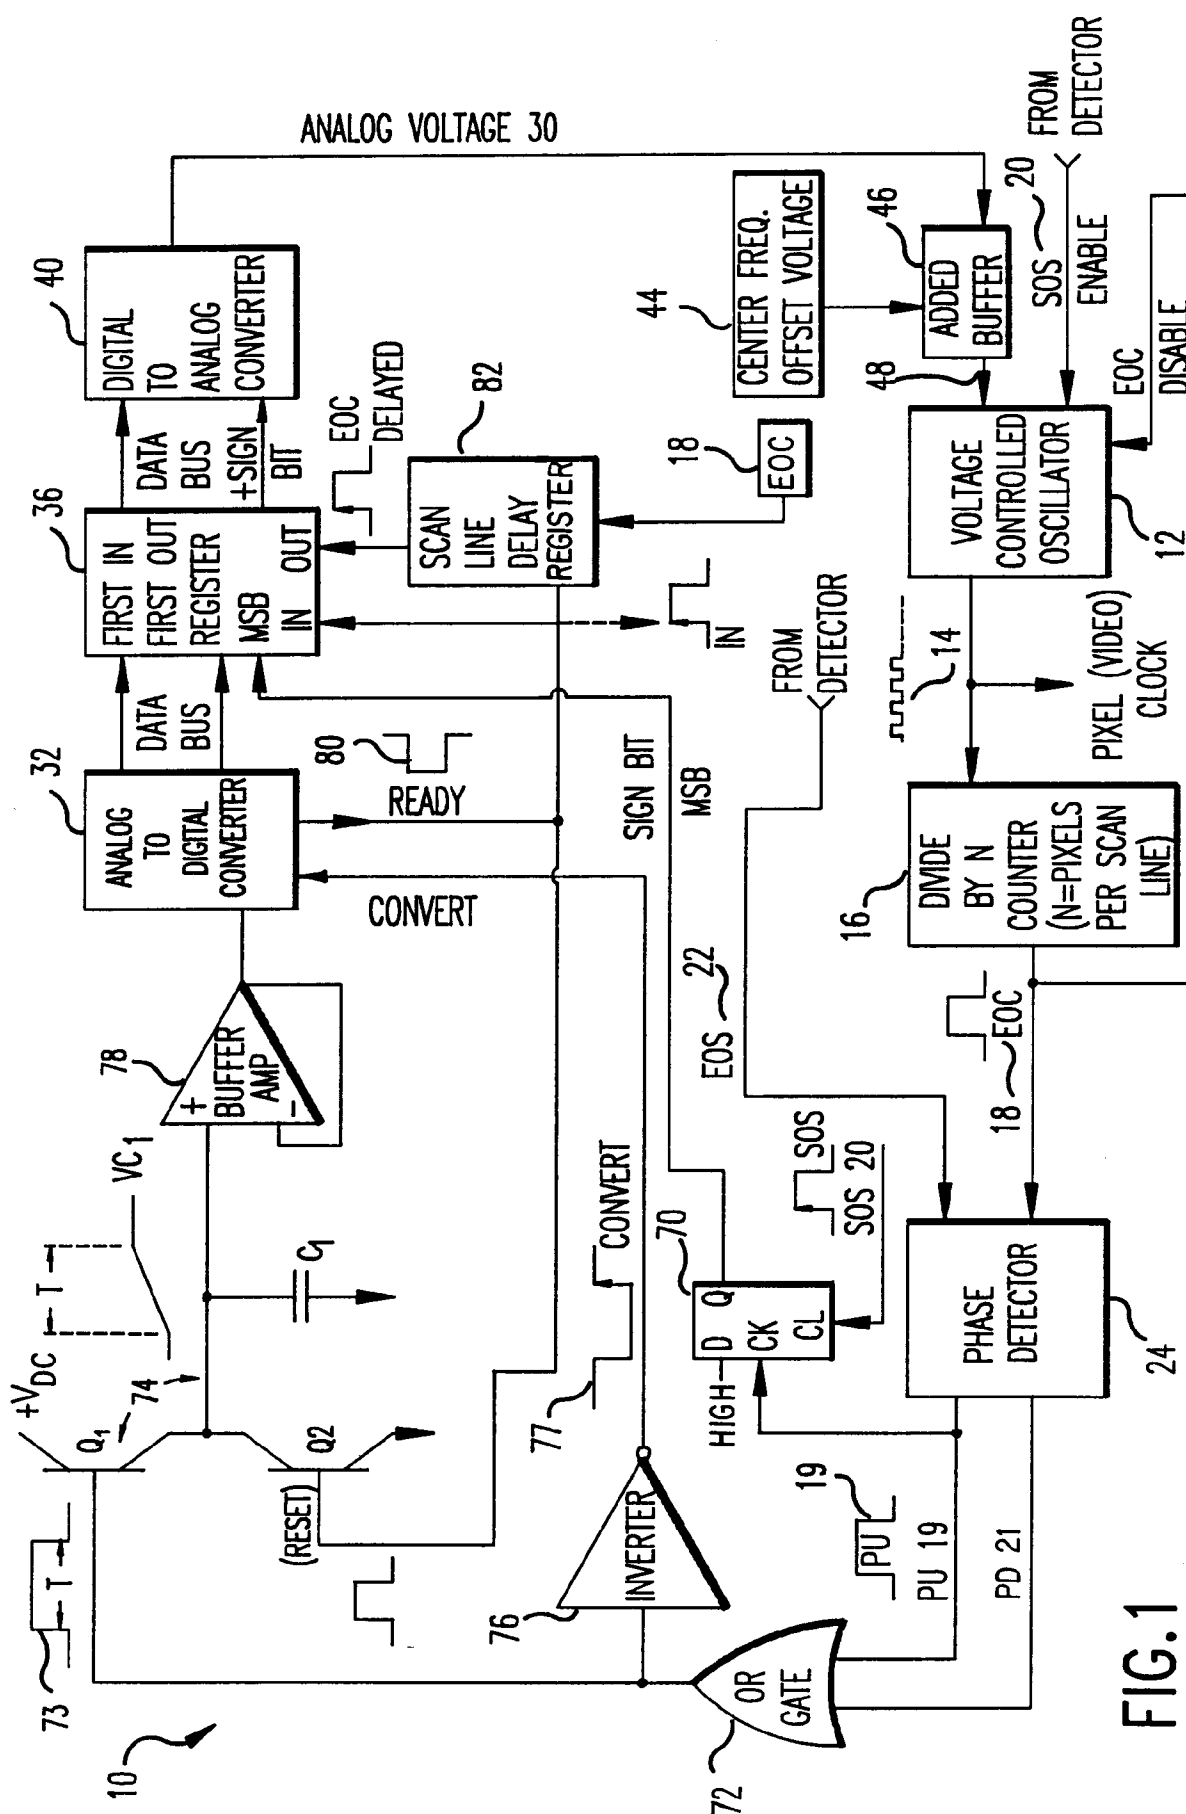 10
73
T
+VDC
Q1
74
T
VC1
C1
(RESET)
Q2
78
+
BUFFER
AMP
-
32
ANALOG
TO
DIGITAL
CONVERTER
DATA
BUS
36
FIRST IN
FIRST OUT
REGISTER
MSB
IN
OUT
DATA
BUS
+SIGN
BIT
40
DIGITAL
TO
ANALOG
CONVERTER
ANALOG VOLTAGE 30
READY
80
CONVERT
EOC
DELAYED
82
SCAN
LINE
DELAY
REGISTER
IN
18
EOC
44
CENTER FREQ.
OFFSET VOLTAGE
76
INVERTER
77
CONVERT
SIGN BIT
MSB
72
OR
GATE
HIGH
D
Q
CK
CL
70
SOS
SOS 20
EOS
22
FROM
DETECTOR
46
ADDED
BUFFER
48
SOS
20
ENABLE
FROM
DETECTOR
19
PU
PU 19
PD 21
PHASE
DETECTOR
24
18
EOC
16
DIVIDE
BY N
COUNTER
(N=PIXELS
PER SCAN
LINE)
14
PIXEL (VIDEO)
CLOCK
VOLTAGE
CONTROLLED
OSCILLATOR
12
EOC
DISABLE
FIG.1